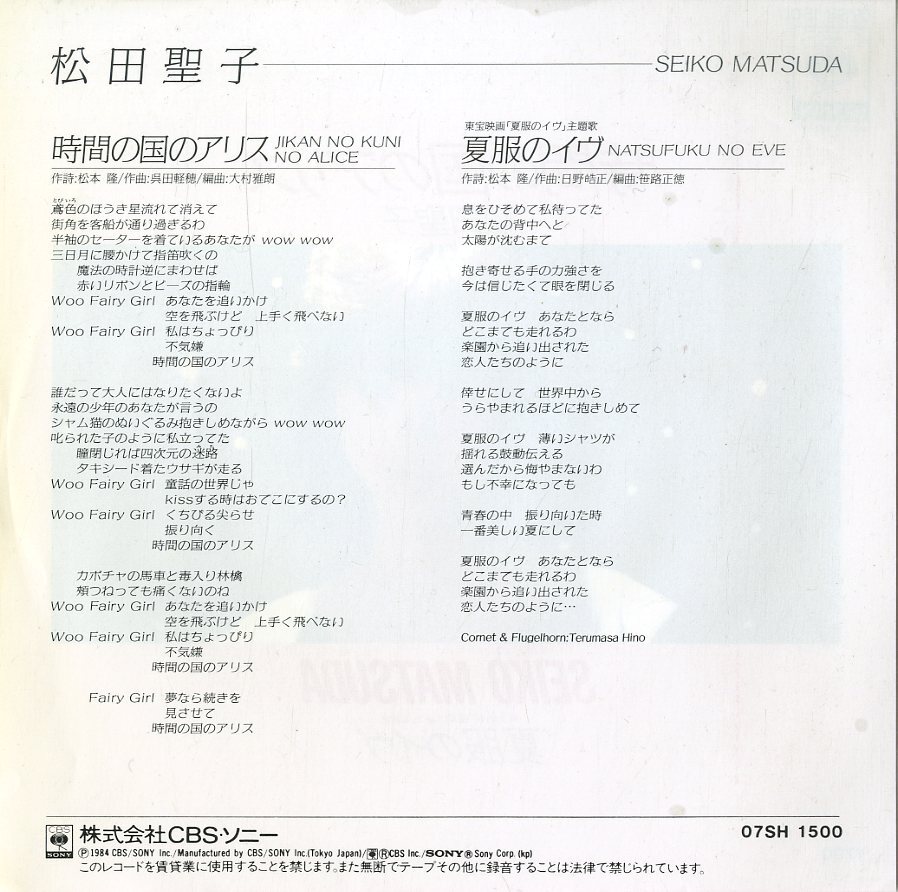 松田聖子 SEIKO MATSUDA
時間の国のアリス JIKAN NO KUNI NO ALICE
作詩:松本 隆/作曲:呉田軽穂/編曲:大村雅朗
とびいろ
鳶色のほうき星流れて消えて
街角を客船が通り過ぎるわ
半袖のセーターを着ているあなたが wow wow
三日月に腰かけて指笛吹くの
魔法の時計逆にまわせば
赤いリボンとビーズの指輪
Woo Fairy Girl あなたを追いかけ
空を飛ぶけど 上手く飛べない
Woo Fairy Girl 私はちょっぴり
不気嫌
時間の国のアリス
誰だって大人にはなりたくないよ
永遠の少年のあなたが言うの
シャム猫のぬいぐるみ抱きしめながら wow wow
叱られた子のように私立ってた
瞳閉じれば四次元の迷路
タキシード着たウサギが走る
Woo Fairy Girl 童話の世界じゃ
kissする時はおでこにするの?
Woo Fairy Girl くちびる尖らせ
振り向く
時間の国のアリス
カボチャの馬車と毒入り林檎
頬つねっても痛くないのね
Woo Fairy Girl あなたを追いかけ
空を飛ぶけど 上手く飛べない
Woo Fairy Girl 私はちょっぴり
不気嫌
時間の国のアリス
Fairy Girl 夢なら続きを
見させて
時間の国のアリス
東宝映画「夏服のイヴ」主題歌
夏服のイヴ NATSUFUKU NO EVE
作詩:松本 隆/作曲:日野皓正/編曲:笹路正徳
息をひそめて私待ってた
あなたの背中へと
太陽が沈むまで
抱き寄せる手の力強さを
今は信じたくて眼を閉じる
夏服のイヴ あなたとなら
どこまでも走れるわ
楽園から追い出された
恋人たちのように
倖せにして 世界中から
うらやまれるほどに抱きしめて
夏服のイヴ 薄いシャツが
揺れる鼓動伝える
選んだから悔やまないわ
もし不幸になっても
青春の中 振り向いた時
一番美しい夏にして
夏服のイヴ あなたとなら
どこまでも走れるわ
楽園から追い出された
恋人たちのように…
Cornet & Flugelhorn:Terumasa Hino
CBS SONY 株式会社CBS・ソニー 07SH 1500
Ⓟ1984 CBS/SONY Inc./Manufactured by CBS/SONY Inc.(Tokyo Japan)/ⓇCBS Inc./SONY®Sony Corp. (kp)
このレコードを賃貸業に使用することを禁じます。また無断でテープその他に録音することは法律で禁じられています。